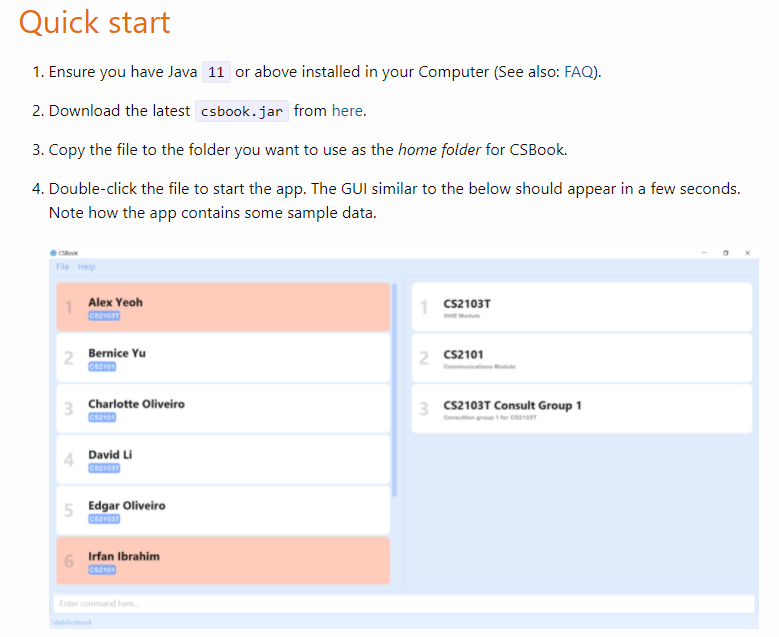 Quick start
1. Ensure you have Java 11 or above installed in your Computer (See also: FAQ).
2. Download the latest csbook.jar from here.
3. Copy the file to the folder you want to use as the home folder for CSBook.
4. Double-click the file to start the app. The GUI similar to the below should appear in a few seconds.
Note how the app contains some sample data.
CSBook
File Help
1 Alex Yeoh
CS2103T
2 Bernice Yu
CS2101
3 Charlotte Oliveiro
CS2101
4 David Li
CS2103T
5 Edgar Oliveiro
CS2103T
6 Irfan Ibrahim
CS2101
1 CS2103T
SWE Module
2 CS2101
Communications Module
3 CS2103T Consult Group 1
Consultion group 1 for CS2103T
Enter command here...